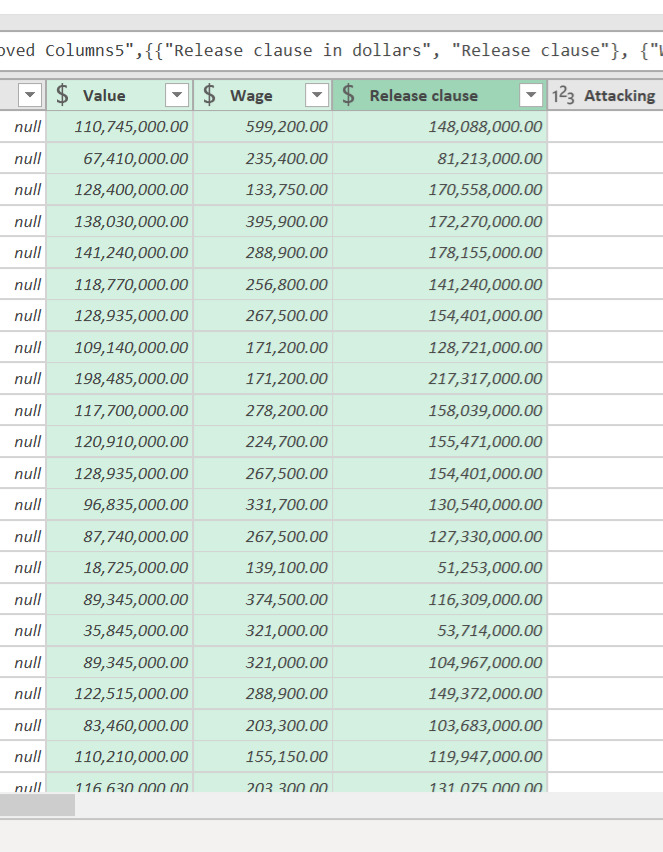 oved Columns5",{{"Release clause in dollars", "Release clause"}, {"
$ Value $ Wage $ Release clause 123 Attacking
null 110,745,000.00 599,200.00 148,088,000.00
null 67,410,000.00 235,400.00 81,213,000.00
null 128,400,000.00 133,750.00 170,558,000.00
null 138,030,000.00 395,900.00 172,270,000.00
null 141,240,000.00 288,900.00 178,155,000.00
null 118,770,000.00 256,800.00 141,240,000.00
null 128,935,000.00 267,500.00 154,401,000.00
null 109,140,000.00 171,200.00 128,721,000.00
null 198,485,000.00 171,200.00 217,317,000.00
null 117,700,000.00 278,200.00 158,039,000.00
null 120,910,000.00 224,700.00 155,471,000.00
null 128,935,000.00 267,500.00 154,401,000.00
null 96,835,000.00 331,700.00 130,540,000.00
null 87,740,000.00 267,500.00 127,330,000.00
null 18,725,000.00 139,100.00 51,253,000.00
null 89,345,000.00 374,500.00 116,309,000.00
null 35,845,000.00 321,000.00 53,714,000.00
null 89,345,000.00 321,000.00 104,967,000.00
null 122,515,000.00 288,900.00 149,372,000.00
null 83,460,000.00 203,300.00 103,683,000.00
null 110,210,000.00 155,150.00 119,947,000.00
null 116,630,000.00 203,300.00 131,075,000.00